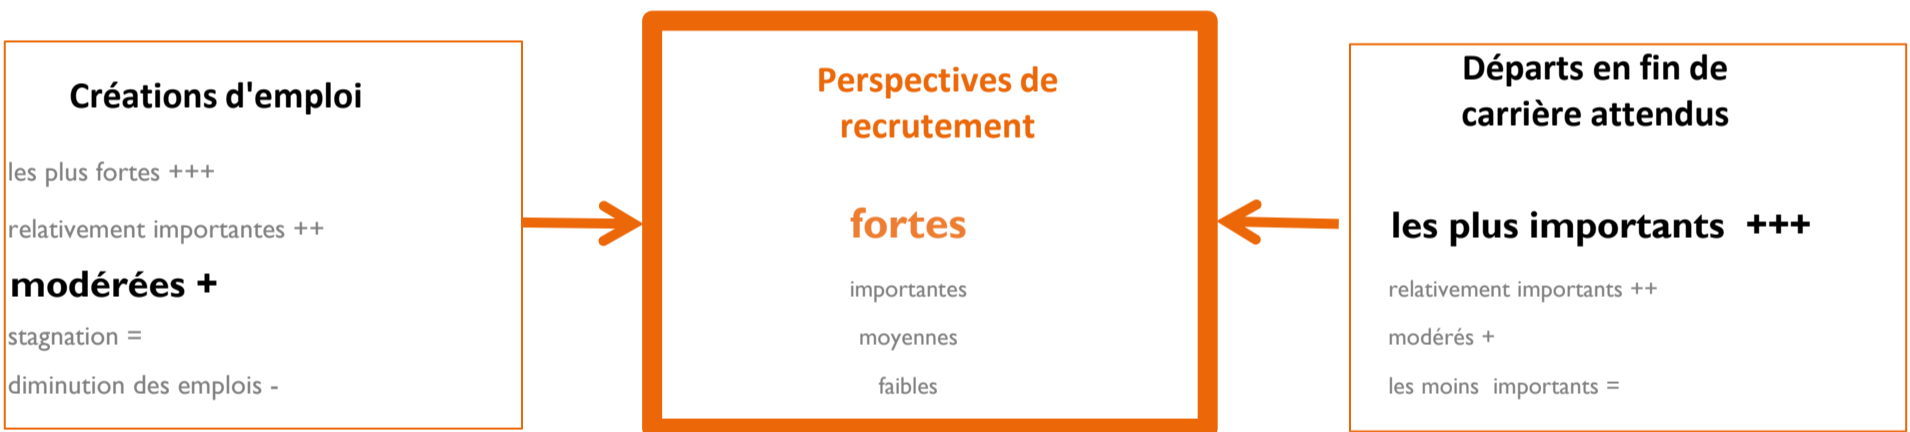 Créations d'emploi
les plus fortes +++
relativement importantes ++
modérées +
stagnation =
diminution des emplois -
Perspectives de
recrutement
fortes
importantes
moyennes
faibles
Départs en fin de
carrière attendus
les plus importants +++
relativement importants ++
modérés +
les moins importants =